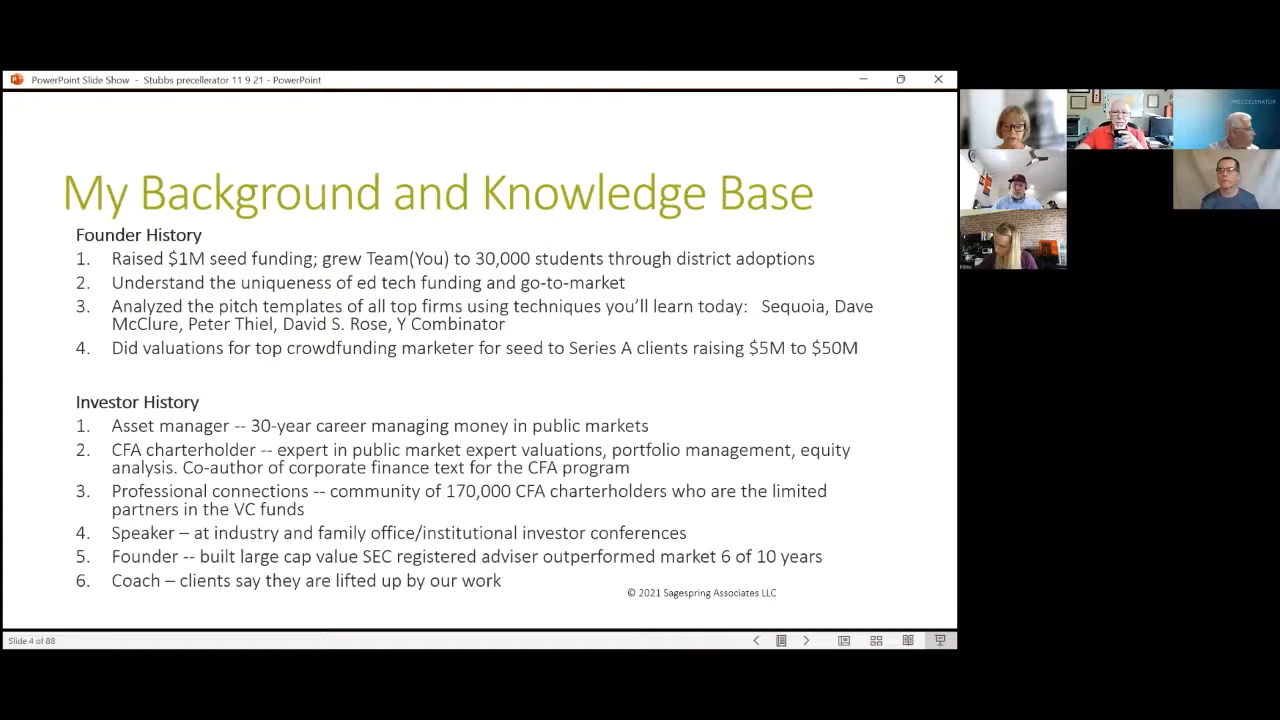 PowerPoint Slide Show - Stubbs precellerator 11 9 21 - PowerPoint
PRECCELERATOR
My Background and Knowledge Base
Founder History
1. Raised $1M seed funding; grew Team(You) to 30,000 students through district adoptions
2. Understand the uniqueness of ed tech funding and go-to-market
3. Analyzed the pitch templates of all top firms using techniques you'll learn today: Sequoia, Dave
McClure, Peter Thiel, David S. Rose, Y Combinator
4. Did valuations for top crowdfunding marketer for seed to Series A clients raising $5M to $50M
Investor History
1. Asset manager -- 30-year career managing money in public markets
2. CFA charterholder -- expert in public market expert valuations, portfolio management, equity
analysis. Co-author of corporate finance text for the CFA program
3. Professional connections -- community of 170,000 CFA charterholders who are the limited
partners in the VC funds
4. Speaker – at industry and family office/institutional investor conferences
5. Founder -- built large cap value SEC registered adviser outperformed market 6 of 10 years
6. Coach – clients say they are lifted up by our work
© 2021 Sagespring Associates LLC
Slide 4 of 88